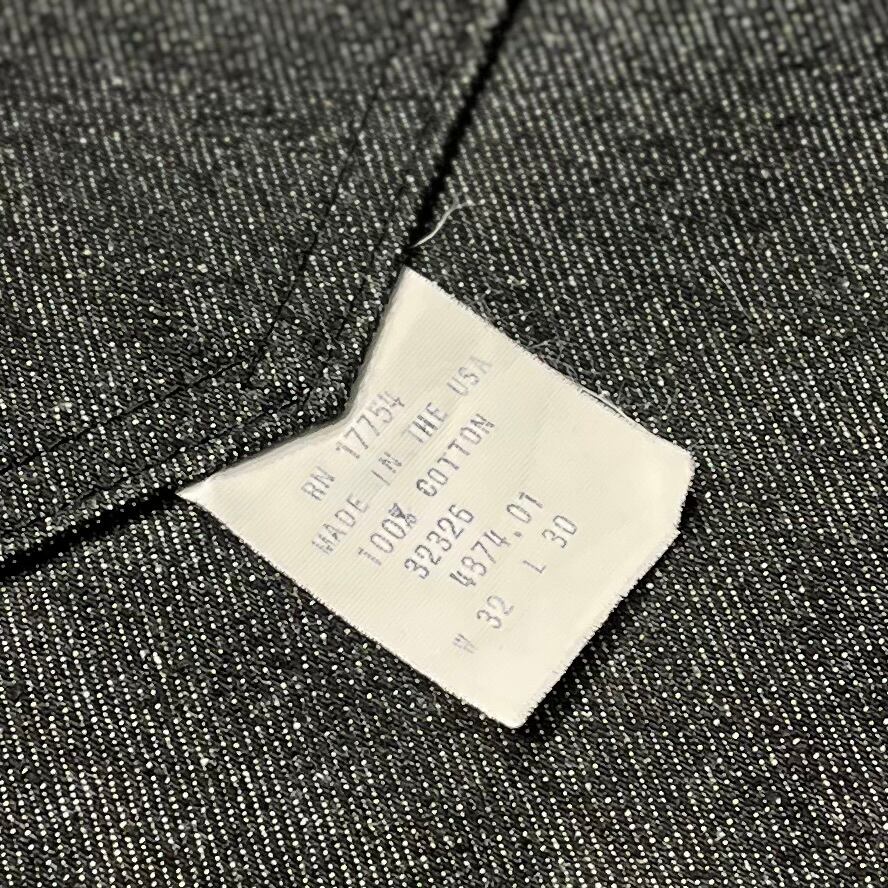 RN 17754
MADE IN THE USA
100% COTTON
32326
4874.01
W 32 L 30